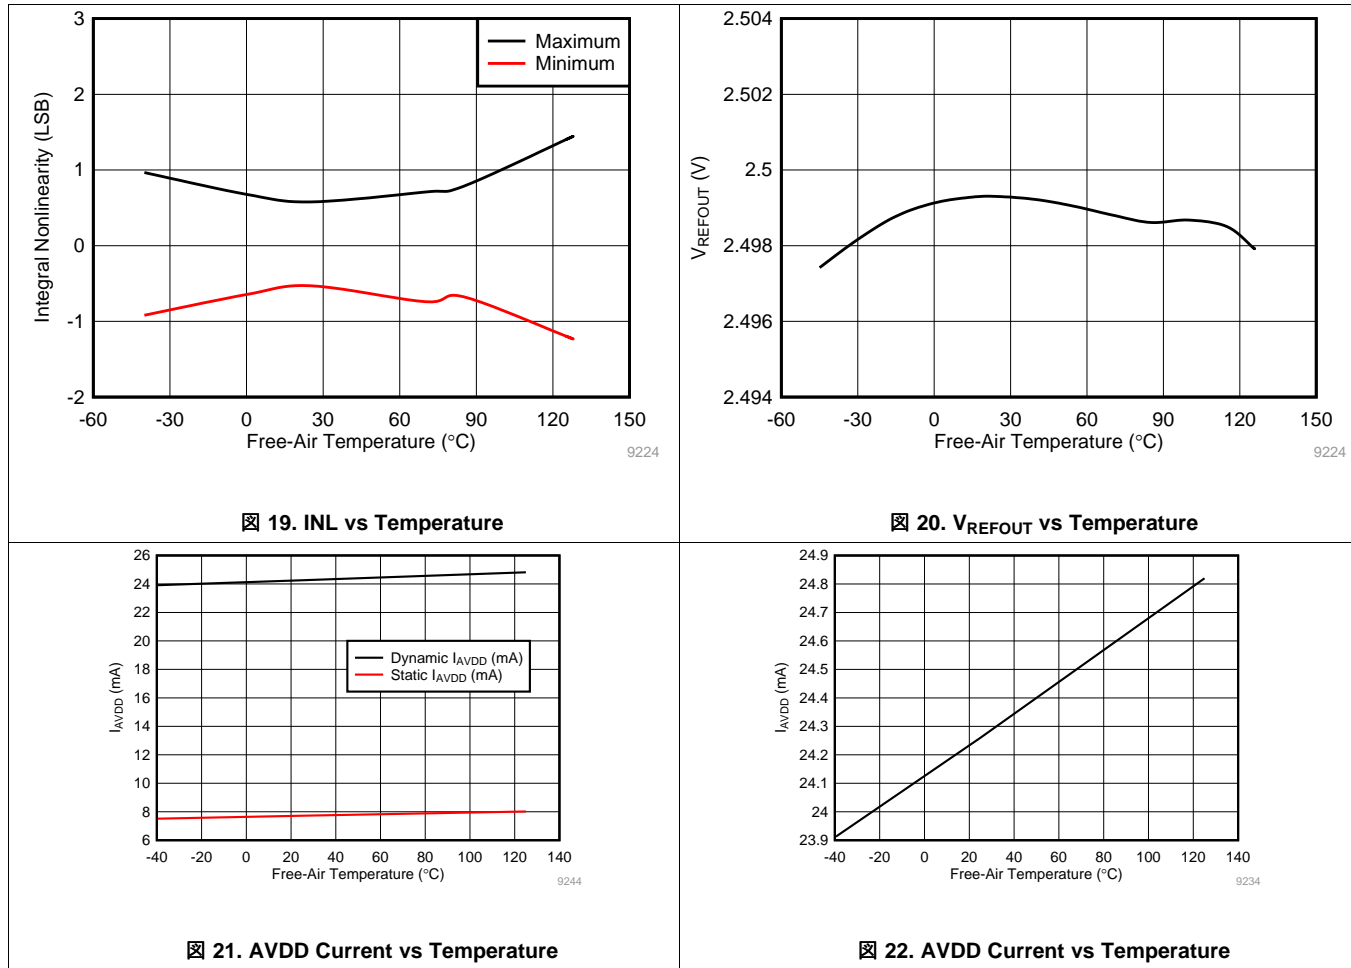 3
2
1
0
-1
-2
Integral Nonlinearity (LSB)
Maximum
Minimum
-60 -30 0 30 60 90 120 150
Free-Air Temperature (°C)
9224
図 19. INL vs Temperature
2.504
2.502
2.5
2.498
2.496
2.494
VREFOUT (V)
-60 -30 0 30 60 90 120 150
Free-Air Temperature (°C)
9224
図 20. VREFOUT vs Temperature
26
24
22
20
18
16
14
12
10
8
6
IAVDD (mA)
Dynamic IAVDD (mA)
Static IAVDD (mA)
-40 -20 0 20 40 60 80 100 120 140
Free-Air Temperature (°C)
9244
図 21. AVDD Current vs Temperature
24.9
24.8
24.7
24.6
24.5
24.4
24.3
24.2
24.1
24
23.9
IAVDD (mA)
-40 -20 0 20 40 60 80 100 120 140
Free-Air Temperature (°C)
9234
図 22. AVDD Current vs Temperature